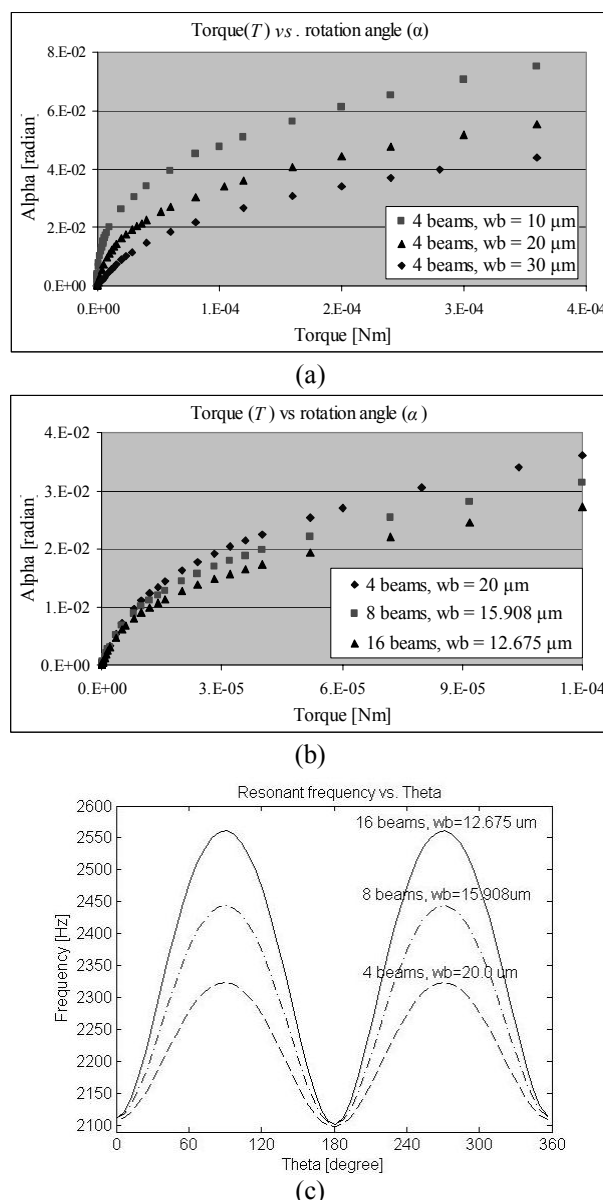 Torque(T) vs. rotation angle (α)
8.E-02
6.E-02
4.E-02
2.E-02
0.E+00
Alpha [radian
4 beams, wb = 10 µm
4 beams, wb = 20 µm
4 beams, wb = 30 µm
0.E+00 1.E-04 2.E-04 3.E-04 4.E-04
Torque [Nm]
(a)
Torque (T) vs rotation angle (α)
4.E-02
3.E-02
2.E-02
1.E-02
0.E+00
Alpha [radian
4 beams, wb = 20 µm
8 beams, wb = 15.908 µm
16 beams, wb = 12.675 µm
0.E+00 3.E-05 6.E-05 9.E-05 1.E-04
Torque [Nm]
(b)
Resonant frequency vs. Theta
2600
2550
2500
2450
2400
2350
2300
2250
2200
2150
2100
Frequency [Hz]
16 beams, wb=12.675 um
8 beams, wb=15.908um
4 beams, wb=20.0 um
0 60 120 180 240 300 360
Theta [degree]
(c)